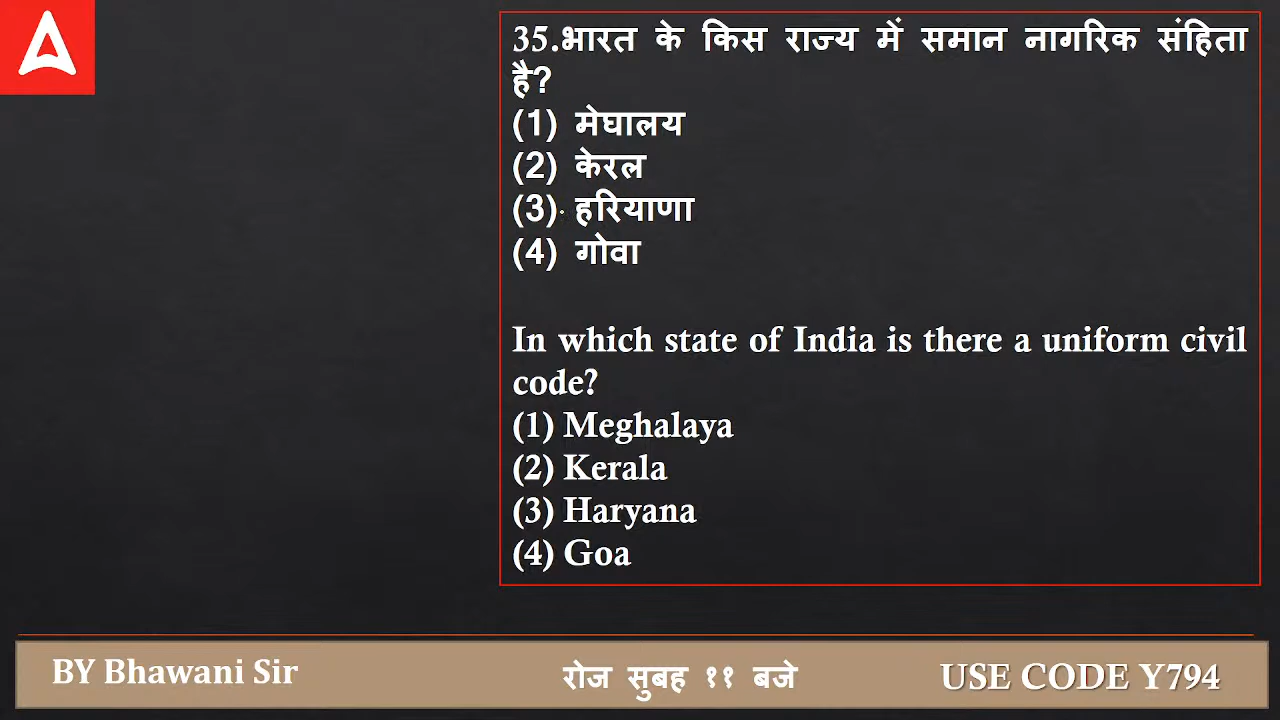 35.भारत के किस राज्य में समान नागरिक संहिता
है?
(1) मेघालय
(2) केरल
(3) हरियाणा
(4) गोवा
In which state of India is there a uniform civil
code?
(1) Meghalaya
(2) Kerala
(3) Haryana
(4) Goa
BY Bhawani Sir
रोज सुबह ११ बजे
USE CODE Y794